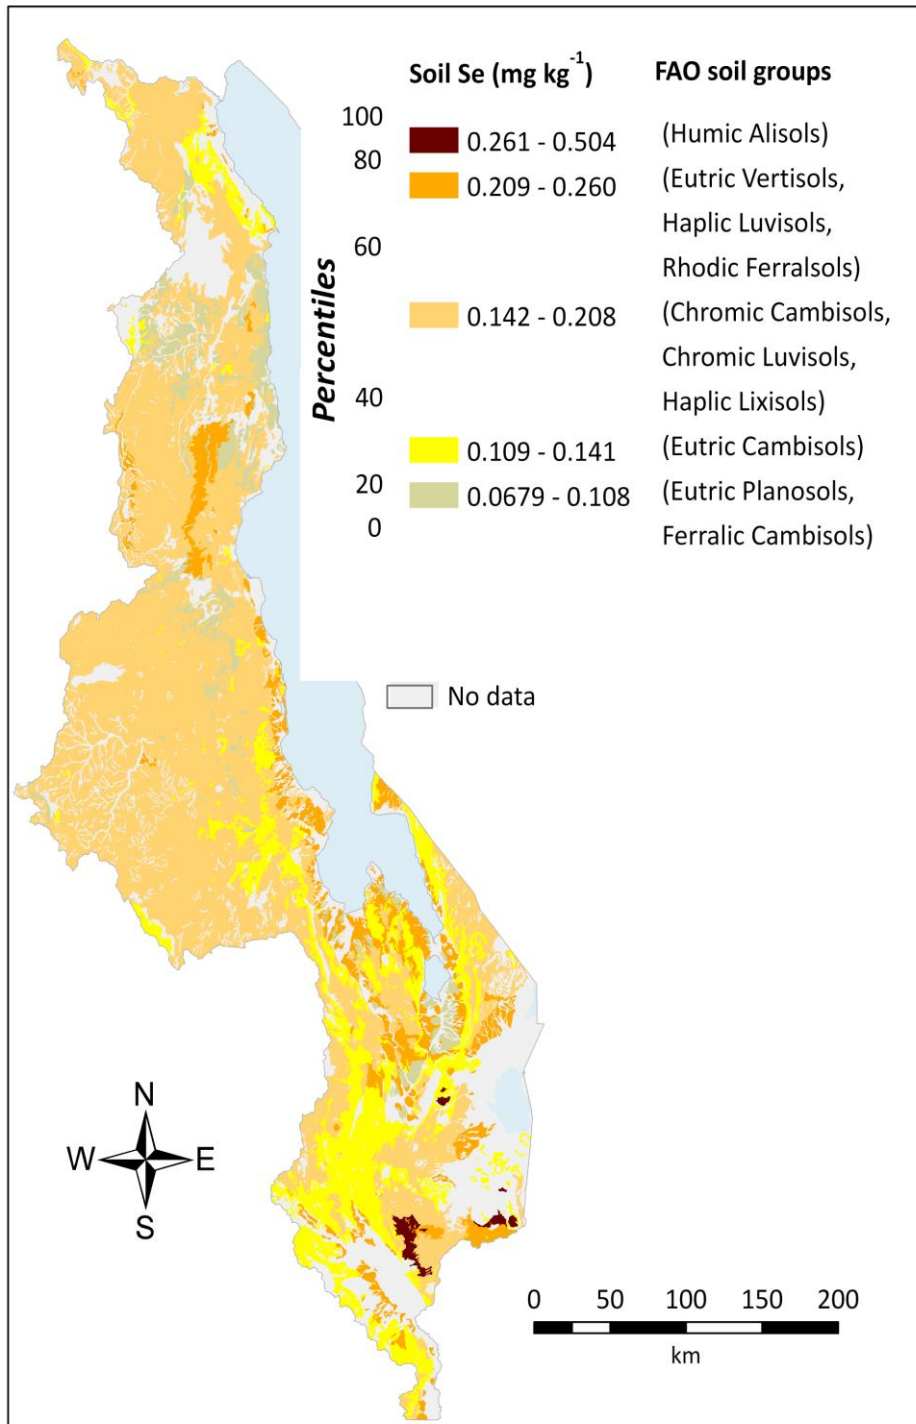 Soil Se (mg kg⁻¹) FAO soil groups
100
0.261 - 0.504 (Humic Alisols)
80
0.209 - 0.260 (Eutric Vertisols,
Haplic Luvisols,
60
Rhodic Ferralsols)
Percentiles
0.142 - 0.208 (Chromic Cambisols,
Chromic Luvisols,
40
Haplic Lixisols)
0.109 - 0.141 (Eutric Cambisols)
20
0.0679 - 0.108 (Eutric Planosols,
0
Ferralic Cambisols)
No data
N
W E
S
0 50 100 150 200
km